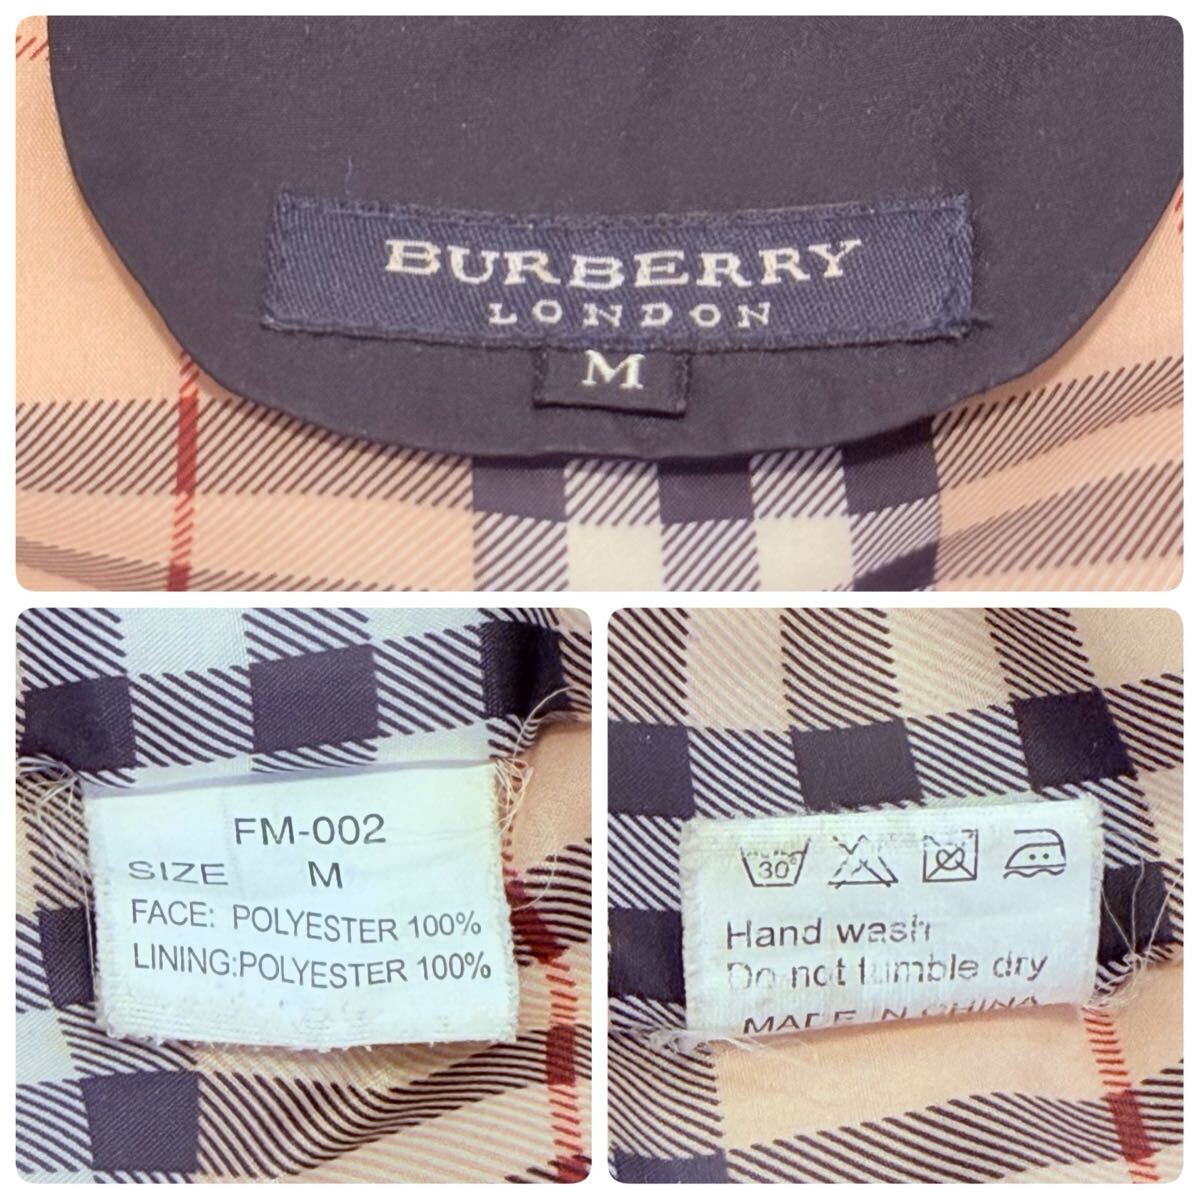 BURBERRY
LONDON
M
FM-002
SIZE M
FACE: POLYESTER 100%
LINING:POLYESTER 100%
30°
Hand wash
Do not tumble dry
MADE IN CHINA